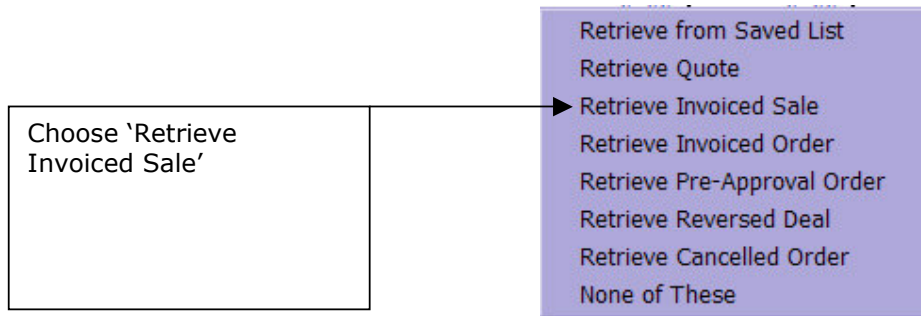 Choose ‘Retrieve
Invoiced Sale’
Retrieve from Saved List
Retrieve Quote
Retrieve Invoiced Sale
Retrieve Invoiced Order
Retrieve Pre-Approval Order
Retrieve Reversed Deal
Retrieve Cancelled Order
None of These